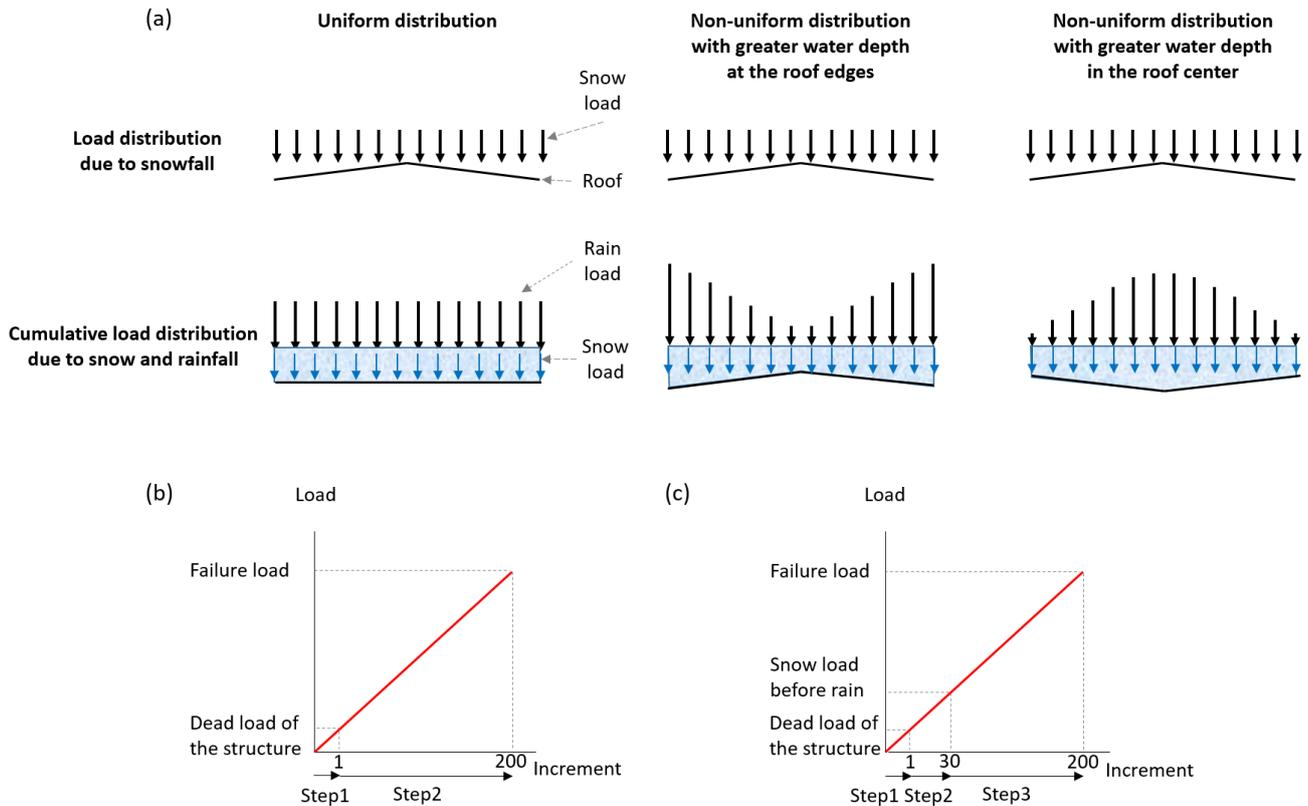 (a)
Uniform distribution
Non-uniform distribution
with greater water depth
at the roof edges
Non-uniform distribution
with greater water depth
in the roof center
Snow
load
Load distribution
due to snowfall
Roof
Rain
load
Cumulative load distribution
due to snow and rainfall
Snow
load
(b)
Load
Failure load
Dead load of
the structure
1
200
Increment
Step1
Step2
(c)
Load
Failure load
Snow load
before rain
Dead load of
the structure
1
30
200
Increment
Step1
Step2
Step3